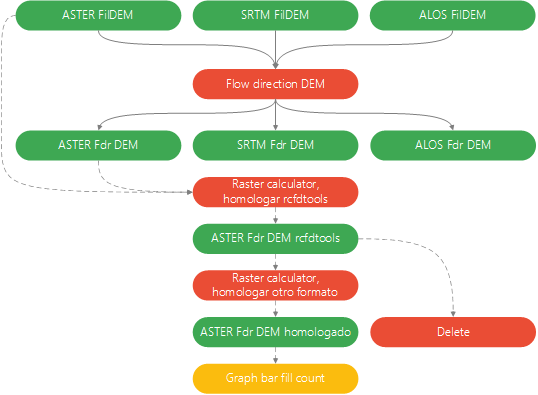 ASTER FilDEM
SRTM FilDEM
ALOS FilDEM
Flow direction DEM
ASTER Fdr DEM
SRTM Fdr DEM
ALOS Fdr DEM
Raster calculator,
homologar rcfdtools
ASTER Fdr DEM rcfdtools
Raster calculator,
homologar otro formato
ASTER Fdr DEM homologado
Delete
Graph bar fill count